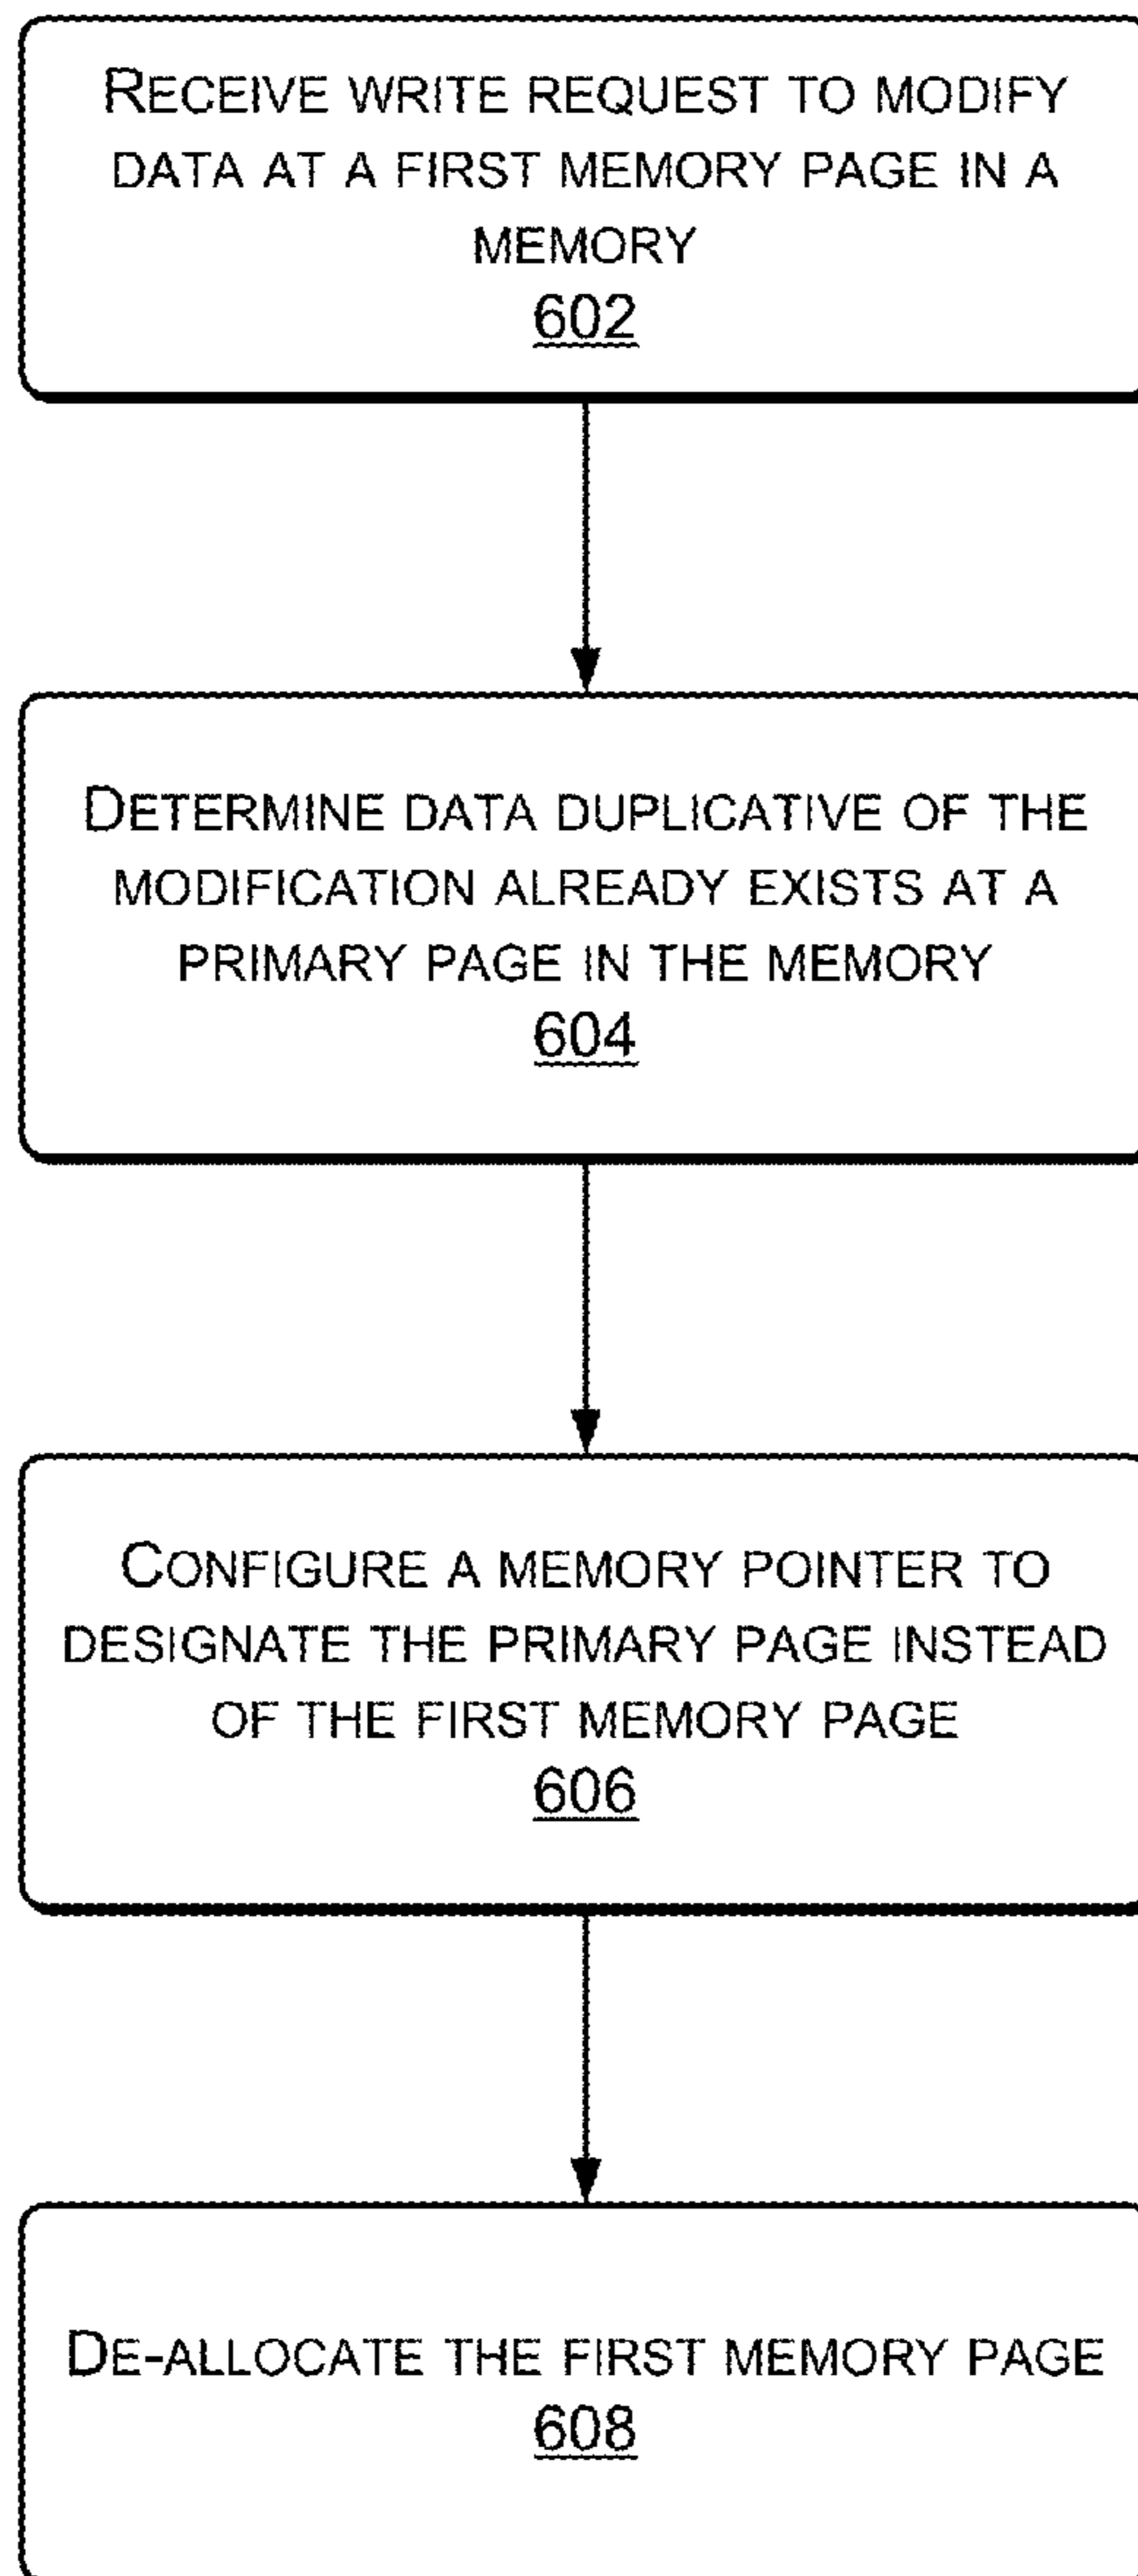 RECEIVE WRITE REQUEST TO MODIFY
DATA AT A FIRST MEMORY PAGE IN A
MEMORY
602
DETERMINE DATA DUPLICATIVE OF THE
MODIFICATION ALREADY EXISTS AT A
PRIMARY PAGE IN THE MEMORY
604
CONFIGURE A MEMORY POINTER TO
DESIGNATE THE PRIMARY PAGE INSTEAD
OF THE FIRST MEMORY PAGE
606
DE-ALLOCATE THE FIRST MEMORY PAGE
608